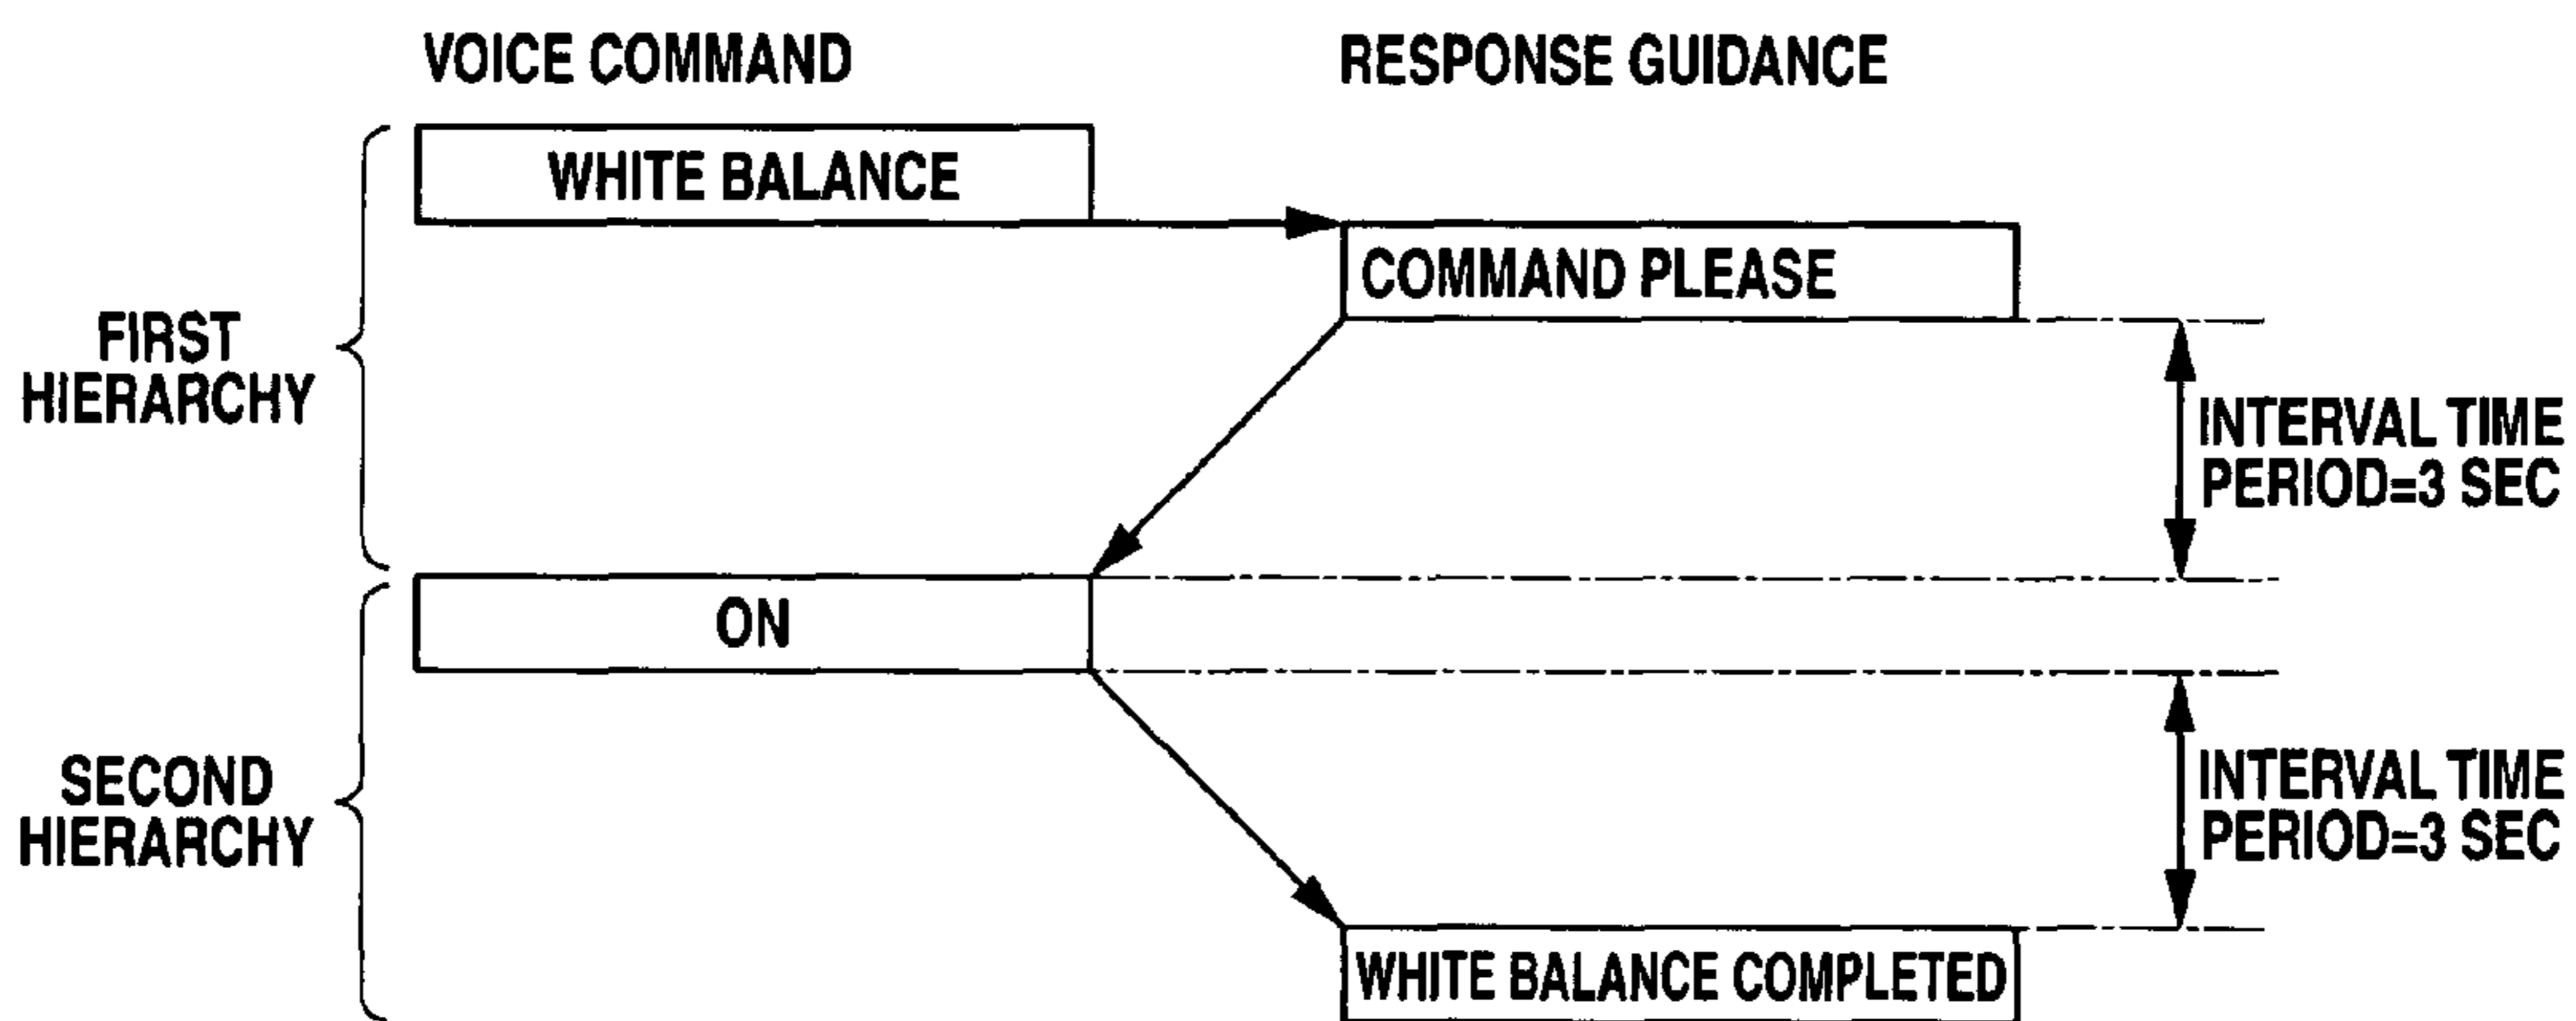 VOICE COMMAND
RESPONSE GUIDANCE
WHITE BALANCE
COMMAND PLEASE
FIRST
HIERARCHY
INTERVAL TIME
PERIOD=3 SEC
ON
SECOND
HIERARCHY
INTERVAL TIME
PERIOD=3 SEC
WHITE BALANCE COMPLETED